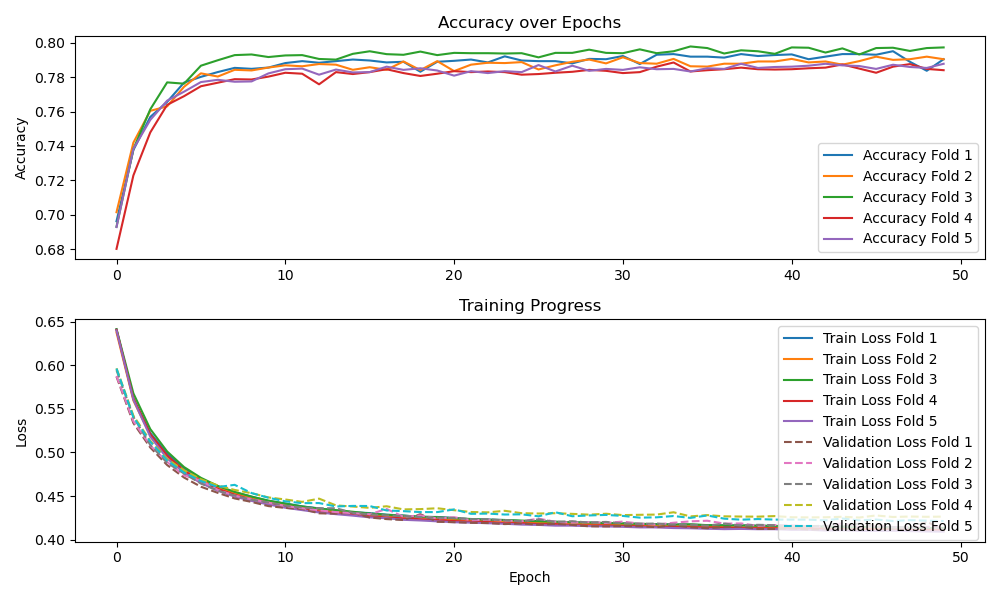 Accuracy over Epochs
0.80
0.78
0.76
0.74
0.72
0.70
0.68
Accuracy
Accuracy Fold 1
Accuracy Fold 2
Accuracy Fold 3
Accuracy Fold 4
Accuracy Fold 5
0 10 20 30 40 50
Training Progress
0.65
0.60
0.55
0.50
0.45
0.40
Loss
Train Loss Fold 1
Train Loss Fold 2
Train Loss Fold 3
Train Loss Fold 4
Train Loss Fold 5
Validation Loss Fold 1
Validation Loss Fold 2
Validation Loss Fold 3
Validation Loss Fold 4
Validation Loss Fold 5
0 10 20 30 40 50
Epoch